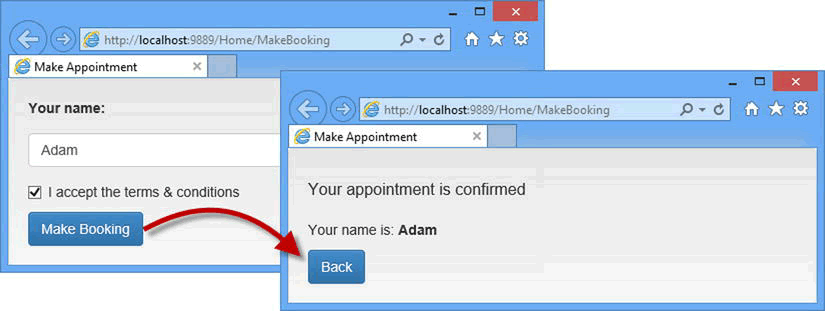 http://localhost:9889/Home/MakeBooking
Make Appointment
Your name:
Adam
I accept the terms & conditions
Make Booking
http://localhost:9889/Home/MakeBooking
Make Appointment
Your appointment is confirmed
Your name is: Adam
Back